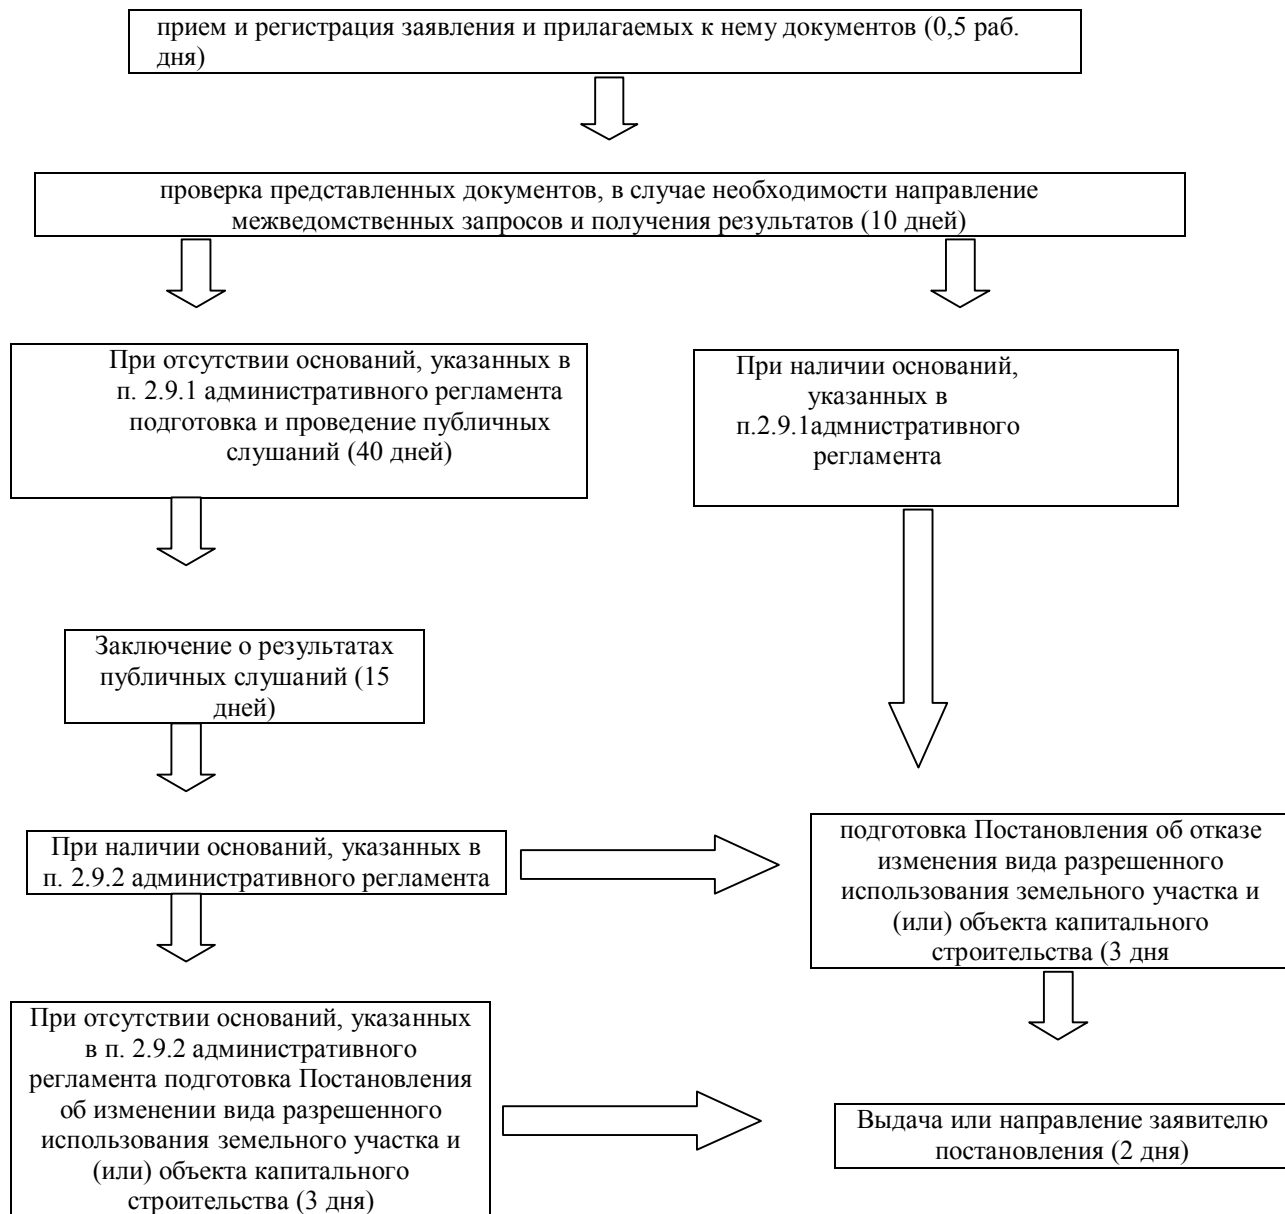 прием и регистрация заявления и прилагаемых к нему документов (0,5 раб.
дня)
проверка представленных документов, в случае необходимости направление
межведомственных запросов и получения результатов (10 дней)
При отсутствии оснований, указанных в
п. 2.9.1 административного регламента
подготовка и проведение публичных
слушаний (40 дней)
При наличии оснований,
указанных в
п.2.9.1адмнистративного
регламента
Заключение о результатах
публичных слушаний (15
дней)
При наличии оснований, указанных в
п. 2.9.2 административного регламента
подготовка Постановления об отказе
изменения вида разрешенного
использования земельного участка и
(или) объекта капитального
строительства (3 дня
При отсутствии оснований, указанных
в п. 2.9.2 административного
регламента подготовка Постановления
об изменении вида разрешенного
использования земельного участка и
(или) объекта капитального
строительства (3 дня)
Выдача или направление заявителю
постановления (2 дня)